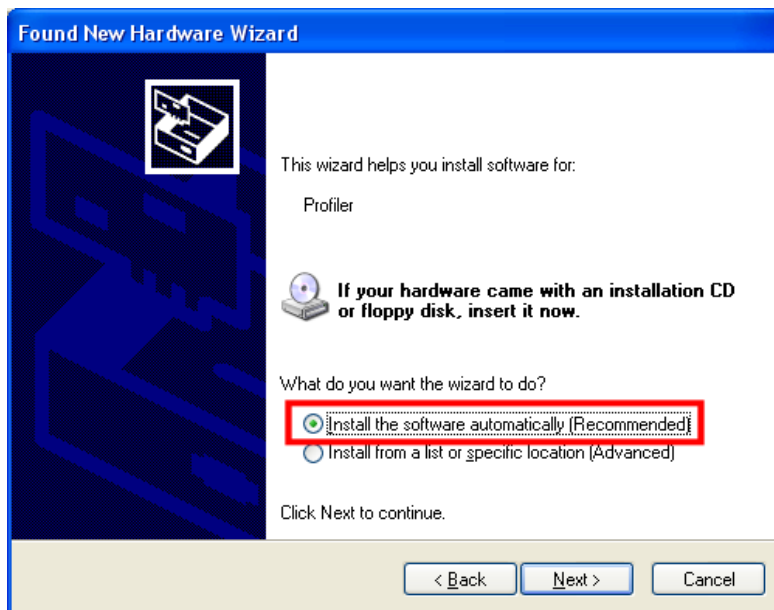 Found New Hardware Wizard
This wizard helps you install software for:
Profiler
If your hardware came with an installation CD
or floppy disk, insert it now.
What do you want the wizard to do?
Install the software automatically (Recommended)
Install from a list or specific location (Advanced)
Click Next to continue.
< Back Next > Cancel